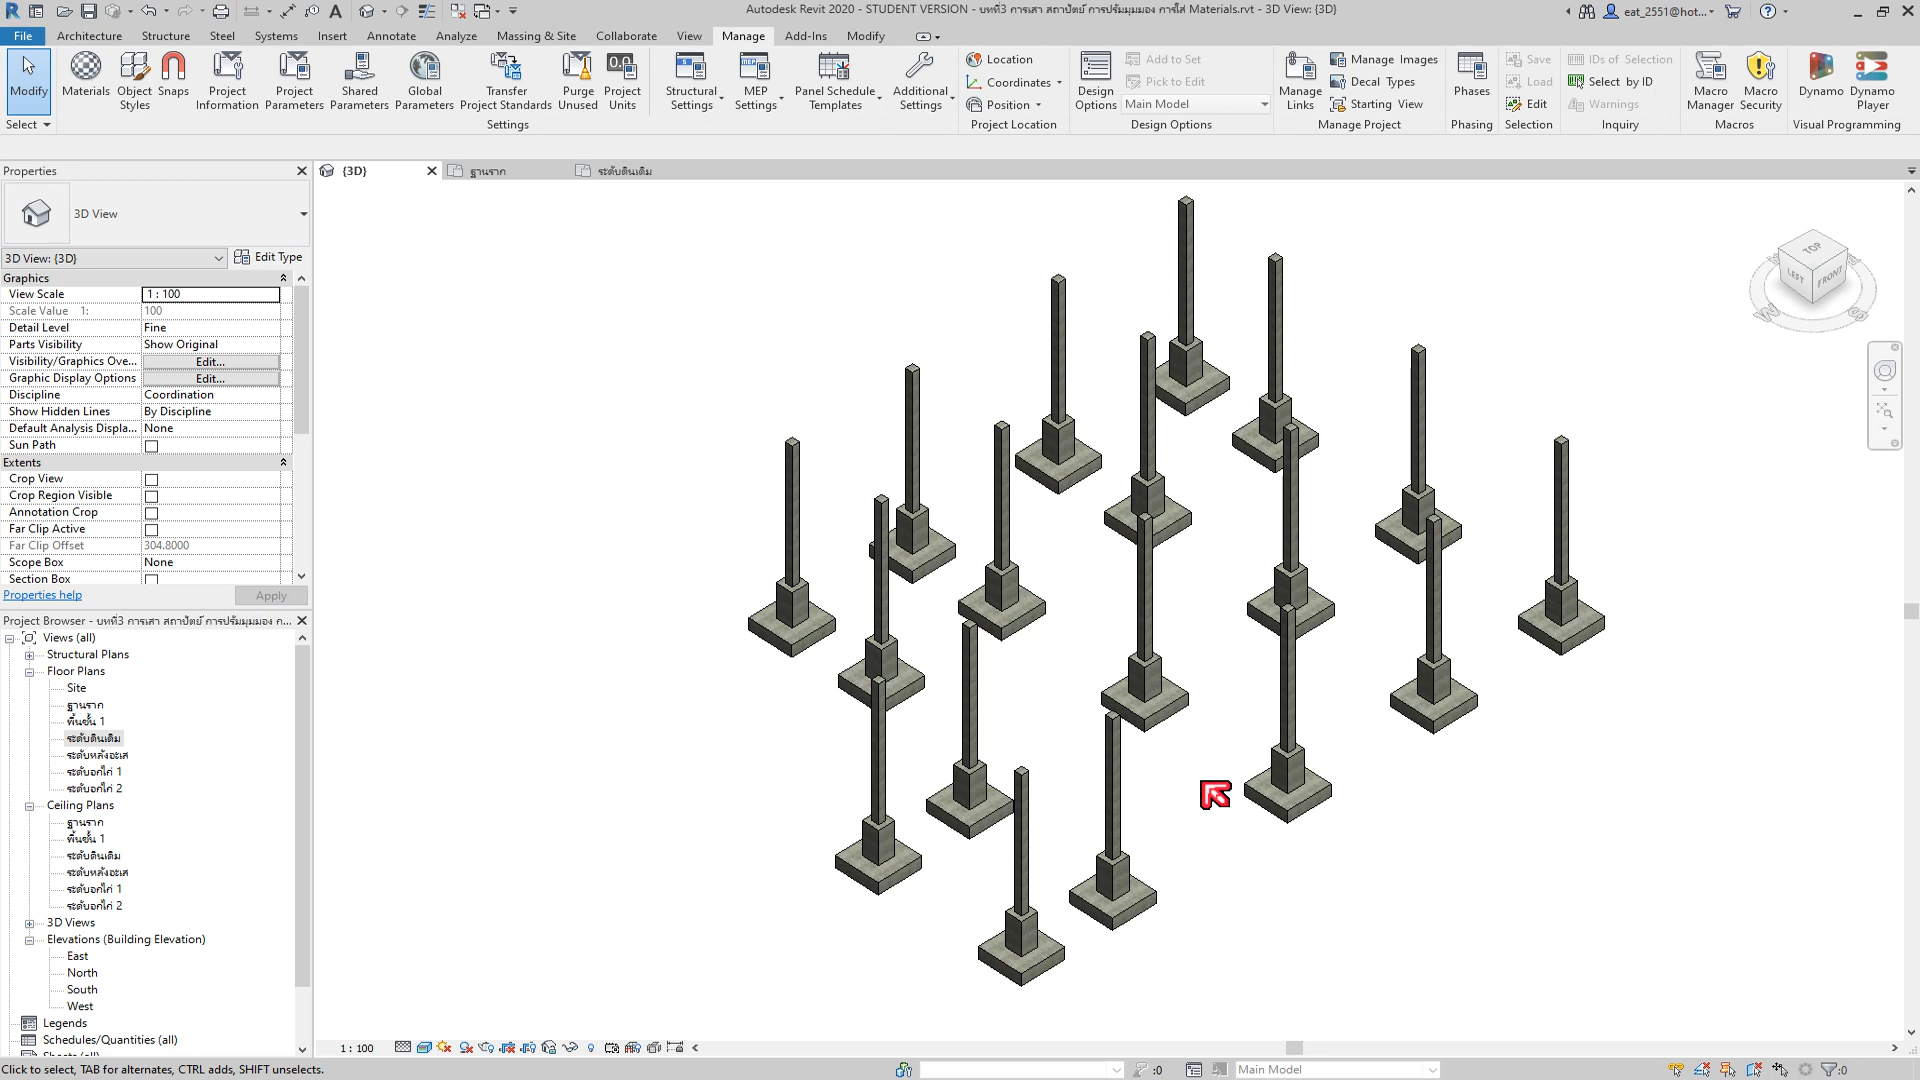 Autodesk Revit 2020 - STUDENT VERSION - บทที่3 การเสา สถาปัตย์ การปรัมมุมมอง การใส่ Materials.rvt - 3D View: {3D}
eat_2551@hot...
File Architecture Structure Steel Systems Insert Annotate Analyze Massing & Site Collaborate View Manage Add-Ins Modify
Modify
Materials
Object Styles
Snaps
Project Information
Project Parameters
Shared Parameters
Global Parameters
Transfer Project Standards
Purge Unused
Project Units
Structural Settings
MEP Settings
Panel Schedule Templates
Additional Settings
Location
Coordinates
Position
Design Options
Add to Set
Pick to Edit
Main Model
Manage Links
Manage Images
Decal Types
Starting View
Phases
Save
Load
Edit
IDs of Selection
Select by ID
Warnings
Macro Manager
Macro Security
Dynamo
Dynamo Player
Select
Settings
Project Location
Design Options
Manage Project
Phasing
Selection
Inquiry
Macros
Visual Programming
Properties
{3D}
ฐานราก
ระดับดินเดิม
3D View
3D View: {3D}
Edit Type
Graphics
View Scale 1 : 100
Scale Value 1: 100
Detail Level Fine
Parts Visibility Show Original
Visibility/Graphics Ove... Edit...
Graphic Display Options Edit...
Discipline Coordination
Show Hidden Lines By Discipline
Default Analysis Displa... None
Sun Path
Extents
Crop View
Crop Region Visible
Annotation Crop
Far Clip Active
Far Clip Offset 304.8000
Scope Box None
Section Box
Properties help
Apply
Project Browser - บทที่3 การเสา สถาปัตย์ การปรัมมุมมอง ก...
Views (all)
Structural Plans
Floor Plans
Site
ฐานราก
พื้นชั้น 1
ระดับดินเดิม
ระดับหลังอะเส
ระดับอกไก่ 1
ระดับอกไก่ 2
Ceiling Plans
ฐานราก
พื้นชั้น 1
ระดับดินเดิม
ระดับหลังอะเส
ระดับอกไก่ 1
ระดับอกไก่ 2
3D Views
Elevations (Building Elevation)
East
North
South
West
Legends
Schedules/Quantities (all)
Sheets (all)
TOP
LEFT
FRONT
W
1 : 100
Click to select, TAB for alternates, CTRL adds, SHIFT unselects.
:0
Main Model
:0